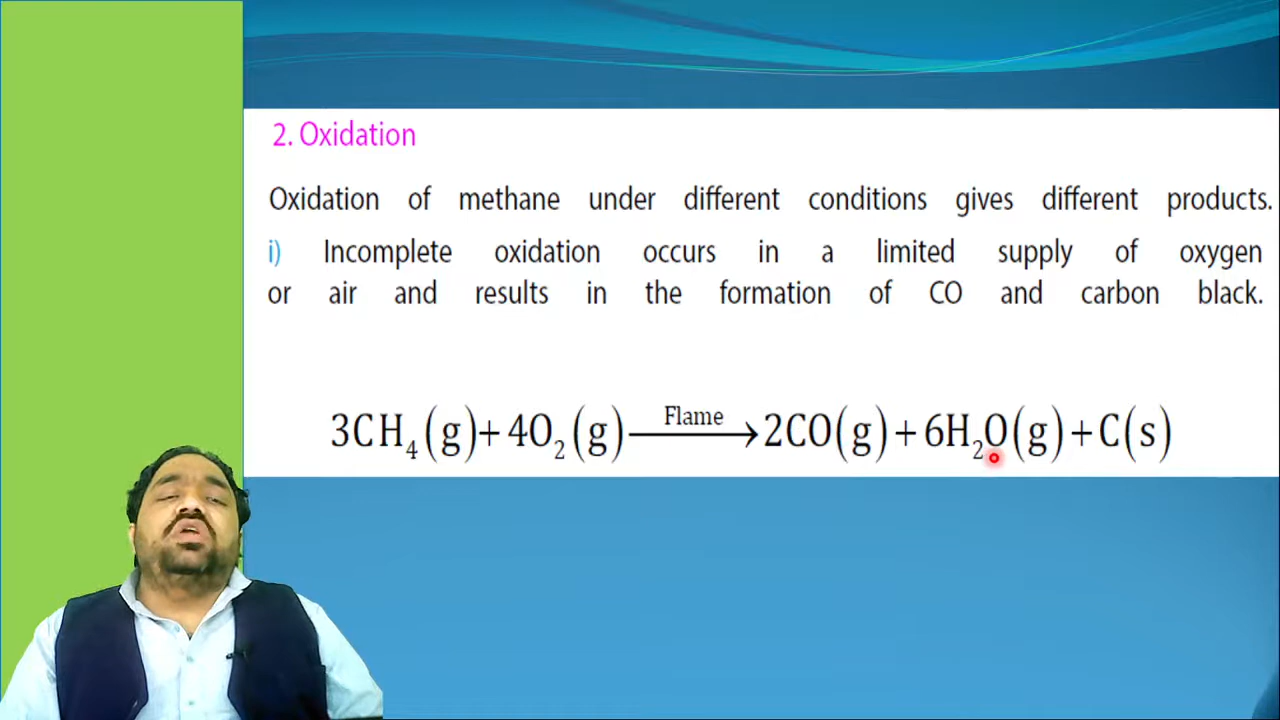 2. Oxidation
Oxidation of methane under different conditions gives different products.
i) Incomplete oxidation occurs in a limited supply of oxygen
or air and results in the formation of CO and carbon black.
3CH₄(g)+4O₂(g) —Flame→ 2CO(g)+6H₂O(g)+C(s)